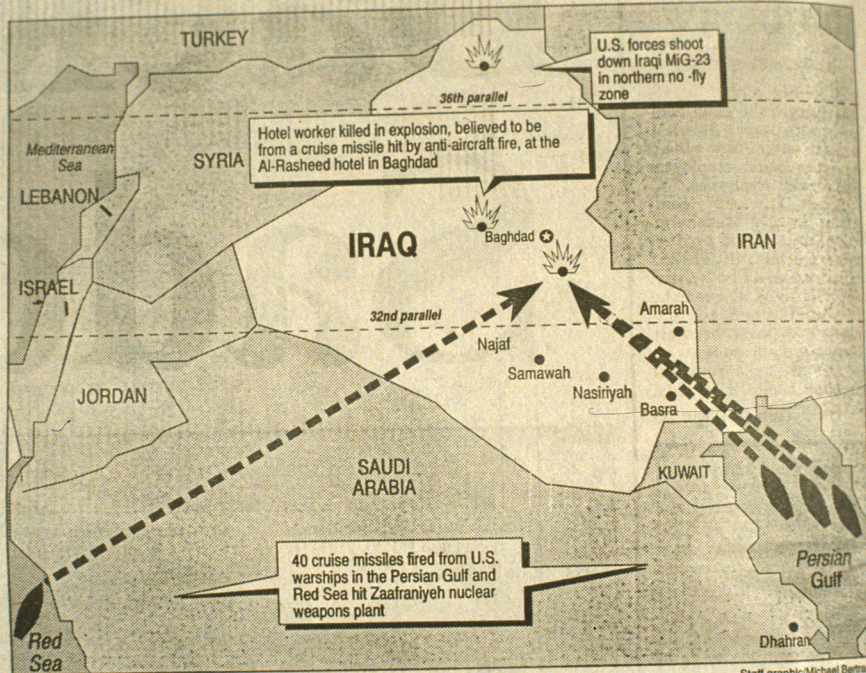 TURKEY
U.S. forces shoot
down Iraqi MiG-23
in northern no -fly
zone
36th parallel
Hotel worker killed in explosion, believed to be
from a cruise missile hit by anti-aircraft fire, at the
Al-Rasheed hotel in Baghdad
Mediterranean
Sea
SYRIA
LEBANON
IRAQ
Baghdad
IRAN
ISRAEL
32nd parallel
Amarah
Najaf
Samawah
Nasiriyah
Basra
JORDAN
SAUDI
ARABIA
KUWAIT
40 cruise missiles fired from U.S.
warships in the Persian Gulf and
Red Sea hit Zaafraniyeh nuclear
weapons plant
Persian
Gulf
Red
Sea
Dhahran
Staff graphic/Michael Bertra